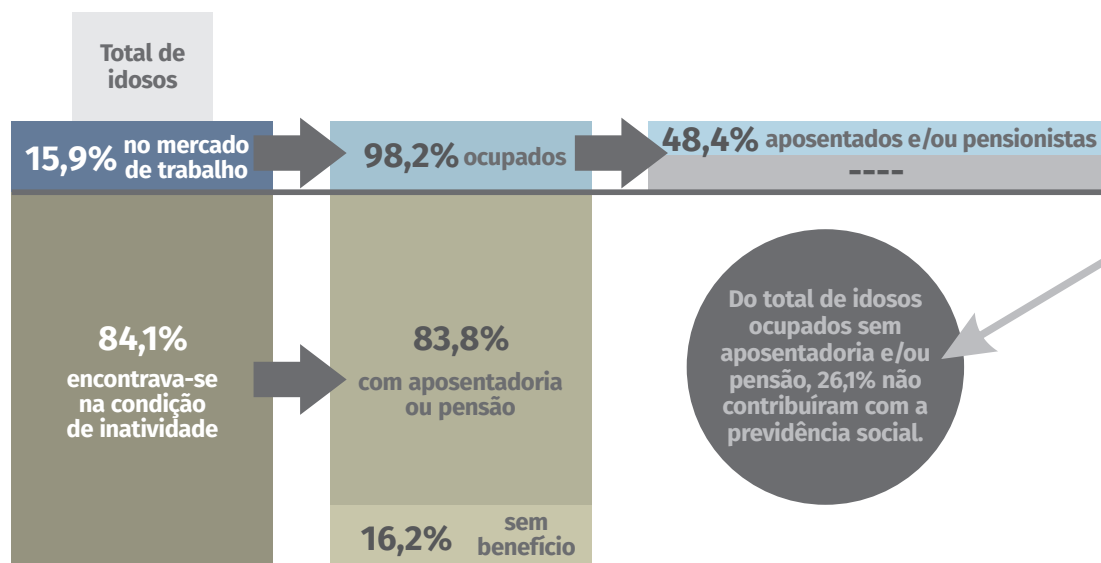 Total de
idosos
15,9% no mercado
de trabalho
98,2% ocupados
48,4% aposentados e/ou pensionistas
----
84,1%
encontrava-se
na condição
de inatividade
83,8%
com aposentadoria
ou pensão
16,2% sem
benefício
Do total de idosos
ocupados sem
aposentadoria e/ou
pensão, 26,1% não
contribuíram com a
previdência social.